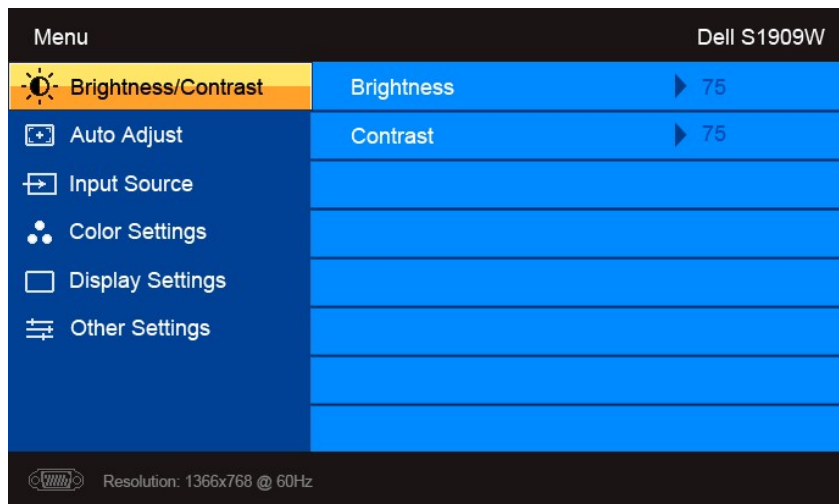 Menu Dell S1909W
Brightness/Contrast Brightness 75
Auto Adjust Contrast 75
Input Source
Color Settings
Display Settings
Other Settings
Resolution: 1366x768 @ 60Hz